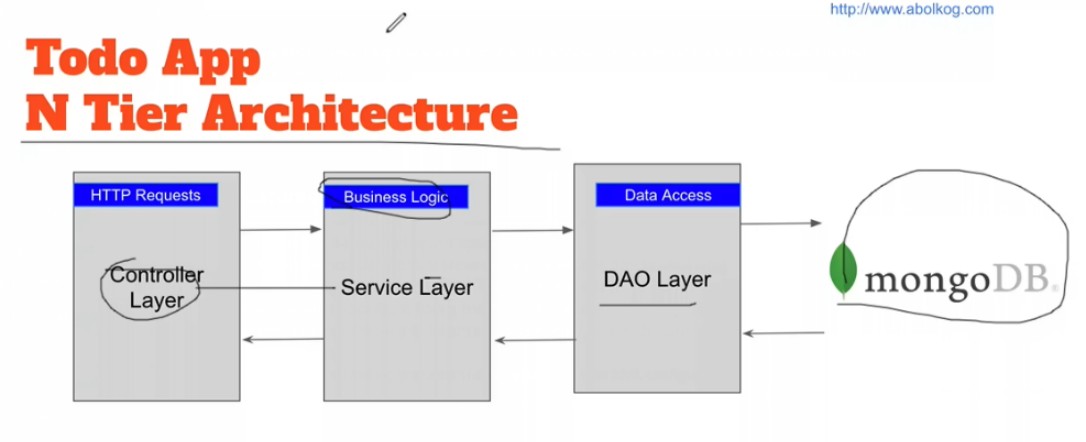 http://www.abolkog.com
Todo App
N Tier Architecture
HTTP Requests
Controller
Layer
Business Logic
Service Layer
Data Access
DAO Layer
mongoDB®